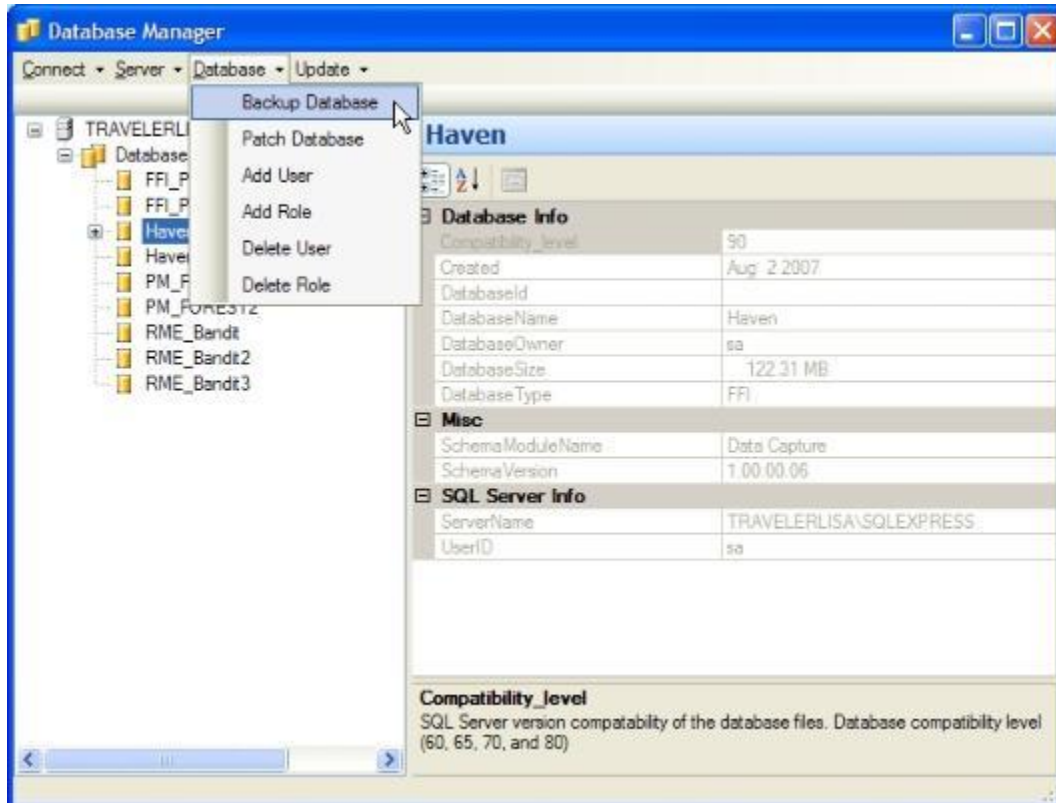 Database Manager
Connect Server Database Update
Backup Database
Patch Database
Add User
Add Role
Delete User
Delete Role
TRAVELERLI
Database
FFI_P
FFI_P
Haven
Haven
PM_F
PM_FOREST2
RME_Bandit
RME_Bandit2
RME_Bandit3
Haven
Database Info
Compatibility_level 90
Created Aug 2 2007
DatabaseId
DatabaseName Haven
DatabaseOwner sa
DatabaseSize 122.31 MB
DatabaseType FFI
Misc
SchemaModuleName Data Capture
SchemaVersion 1.00.00.06
SQL Server Info
ServerName TRAVELERLISA\SQLEXPRESS
UserID sa
Compatibility_level
SQL Server version compatability of the database files. Database compatibility level
(60, 65, 70, and 80)